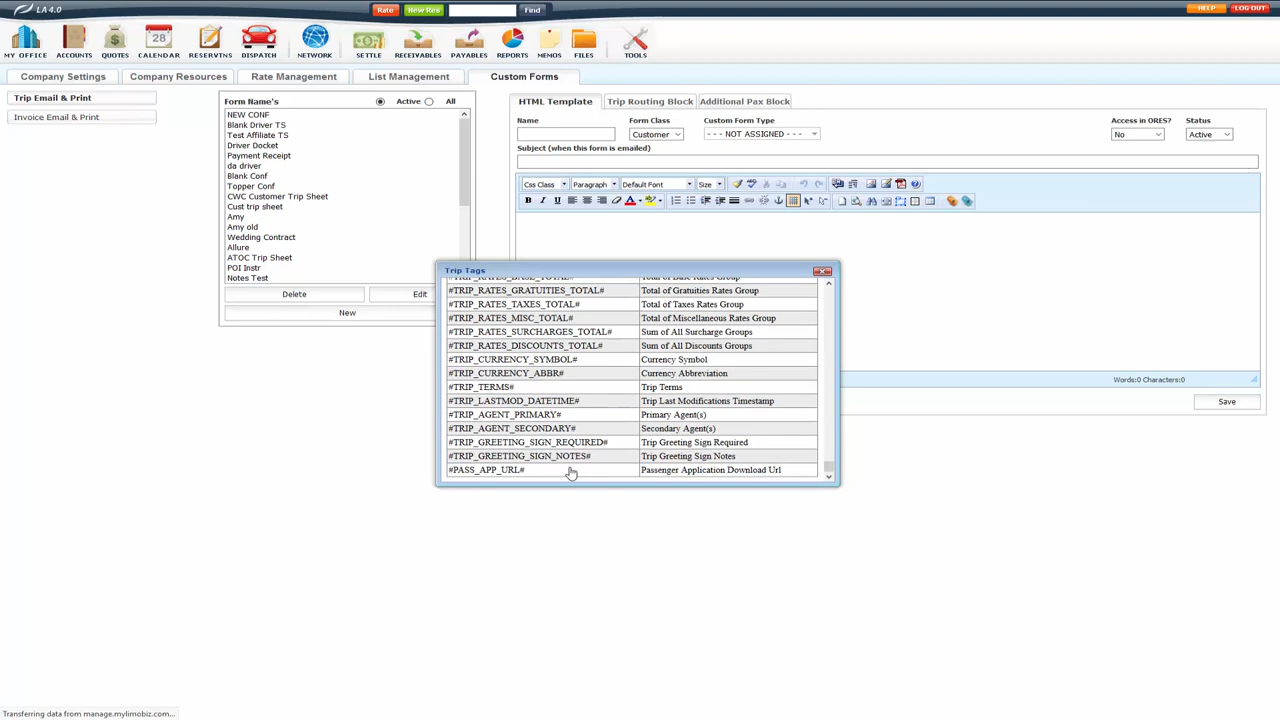 LA 4.0
Rate
New Res
Find
HELP
LOG OUT
28
MY OFFICE
ACCOUNTS
QUOTES
CALENDAR
RESERVTNS
DISPATCH
NETWORK
SETTLE
RECEIVABLES
PAYABLES
REPORTS
MEMOS
FILES
TOOLS
Company Settings
Company Resources
Rate Management
List Management
Custom Forms
Trip Email & Print
Invoice Email & Print
Form Name's
Active
All
NEW CONF
Blank Driver TS
Test Affiliate TS
Driver Docket
Payment Receipt
da driver
Blank Conf
Topper Conf
CWC Customer Trip Sheet
Cust trip sheet
Amy
Amy old
Wedding Contract
Allure
ATOC Trip Sheet
POI Instr
Notes Test
Delete
Edit
New
HTML Template
Trip Routing Block
Additional Pax Block
Name
Form Class
Custom Form Type
Access in ORES?
Status
Customer
- - - NOT ASSIGNED - - -
No
Active
Subject (when this form is emailed)
Css Class
Paragraph
Default Font
Size
B I U
Trip Tags
#TRIP_RATES_BASE_TOTAL# Total of Base Rates Group
#TRIP_RATES_GRATUITIES_TOTAL# Total of Gratuities Rates Group
#TRIP_RATES_TAXES_TOTAL# Total of Taxes Rates Group
#TRIP_RATES_MISC_TOTAL# Total of Miscellaneous Rates Group
#TRIP_RATES_SURCHARGES_TOTAL# Sum of All Surcharge Groups
#TRIP_RATES_DISCOUNTS_TOTAL# Sum of All Discounts Groups
#TRIP_CURRENCY_SYMBOL# Currency Symbol
#TRIP_CURRENCY_ABBR# Currency Abbreviation
#TRIP_TERMS# Trip Terms
#TRIP_LASTMOD_DATETIME# Trip Last Modifications Timestamp
#TRIP_AGENT_PRIMARY# Primary Agent(s)
#TRIP_AGENT_SECONDARY# Secondary Agent(s)
#TRIP_GREETING_SIGN_REQUIRED# Trip Greeting Sign Required
#TRIP_GREETING_SIGN_NOTES# Trip Greeting Sign Notes
#PASS_APP_URL# Passenger Application Download Url
Words:0 Characters:0
Save
Transferring data from manage.mylimobiz.com...